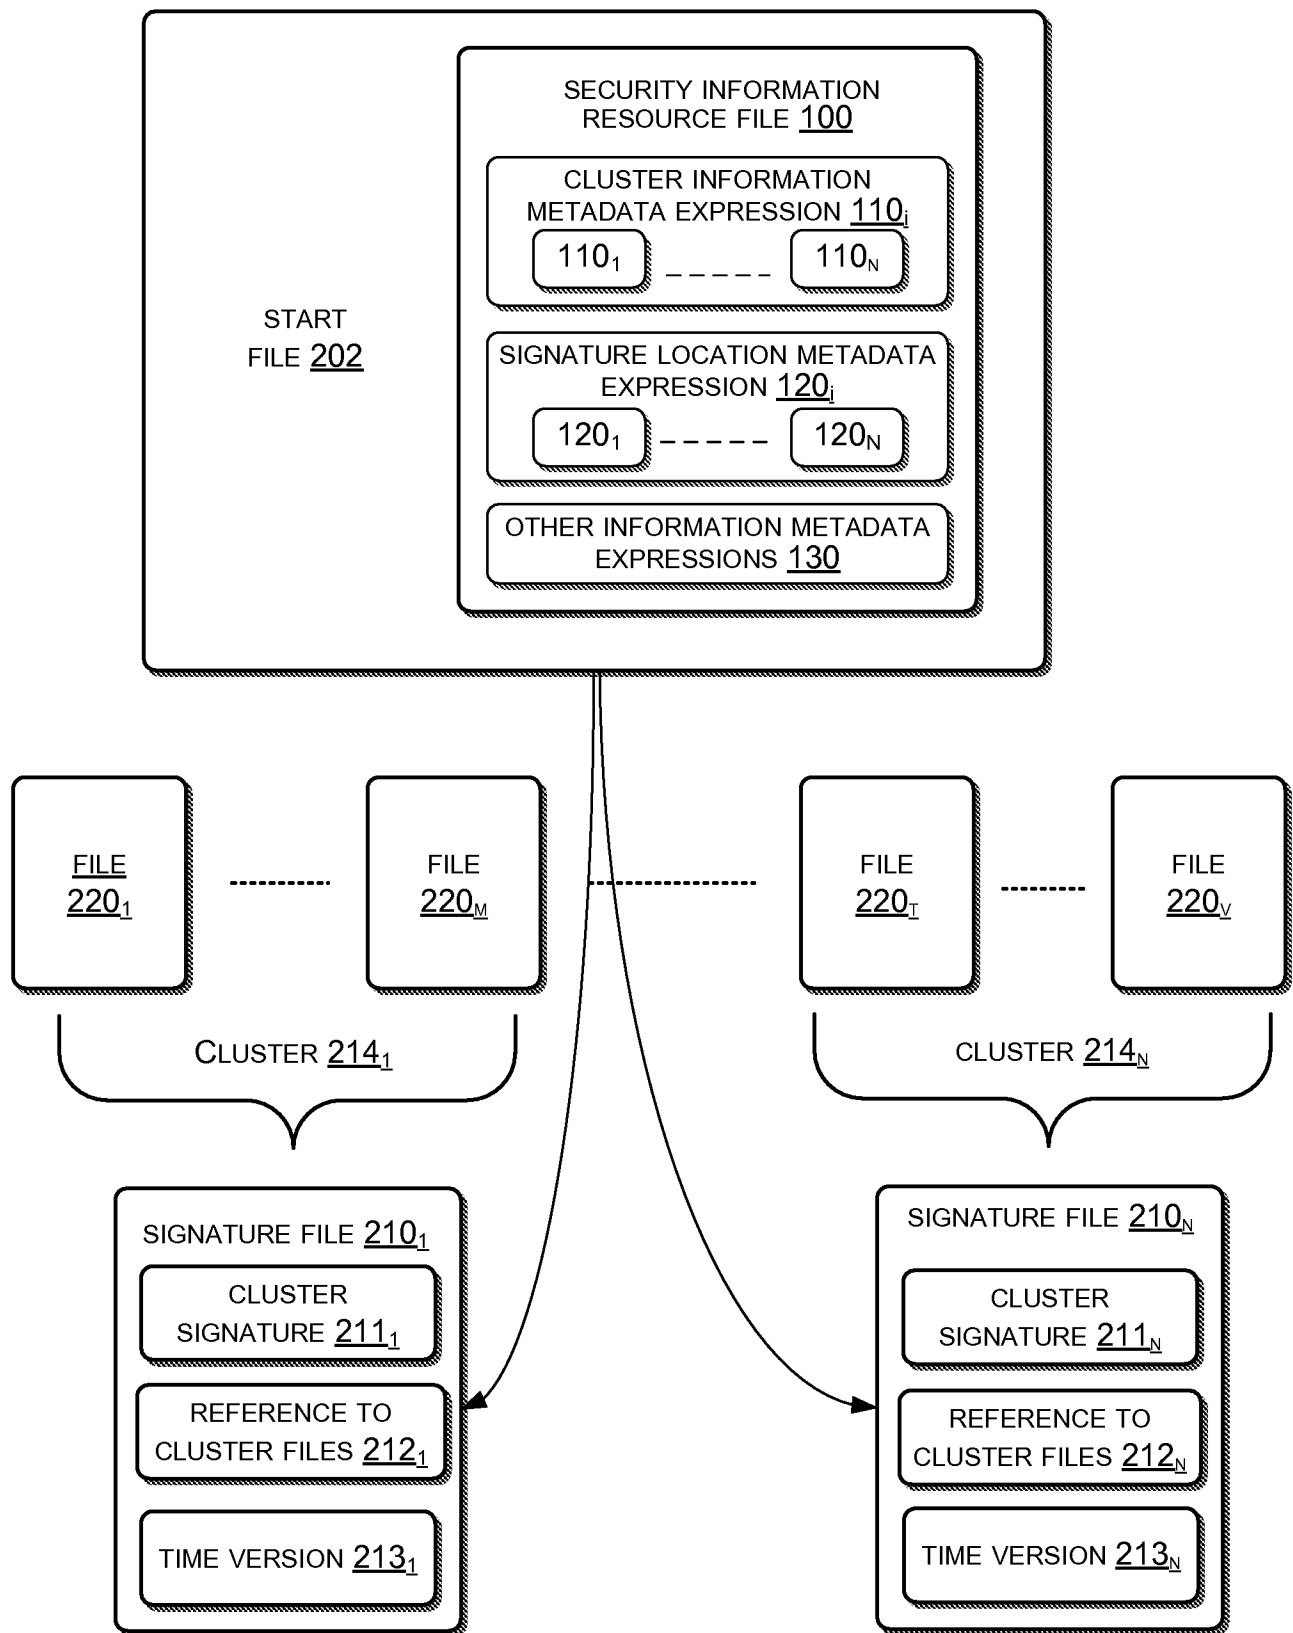 SECURITY INFORMATION
RESOURCE FILE 100
CLUSTER INFORMATION
METADATA EXPRESSION 110i
1101
110N
START
FILE 202
SIGNATURE LOCATION METADATA
EXPRESSION 120i
1201
120N
OTHER INFORMATION METADATA
EXPRESSIONS 130
FILE
2201
FILE
220M
FILE
220T
FILE
220V
CLUSTER 2141
CLUSTER 214N
SIGNATURE FILE 2101
CLUSTER
SIGNATURE 2111
REFERENCE TO
CLUSTER FILES 2121
TIME VERSION 2131
SIGNATURE FILE 210N
CLUSTER
SIGNATURE 211N
REFERENCE TO
CLUSTER FILES 212N
TIME VERSION 213N